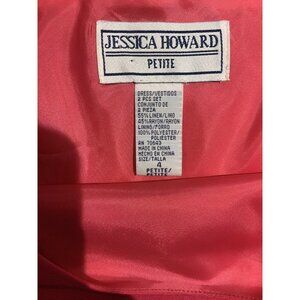 JESSICA HOWARD
PETITE
DRESS/VESTIDOS
2 PCS SET
CONJUNTO DE
2 PIEZA
55% LINEN/LINO
45% RAYON/RAYON
LINING/FORRO
100% POLYESTER/
POLIESTER
RN 70643
MADE IN CHINA
HECHO EN CHINA
SIZE/TALLA
4
PETITE/
PETITE